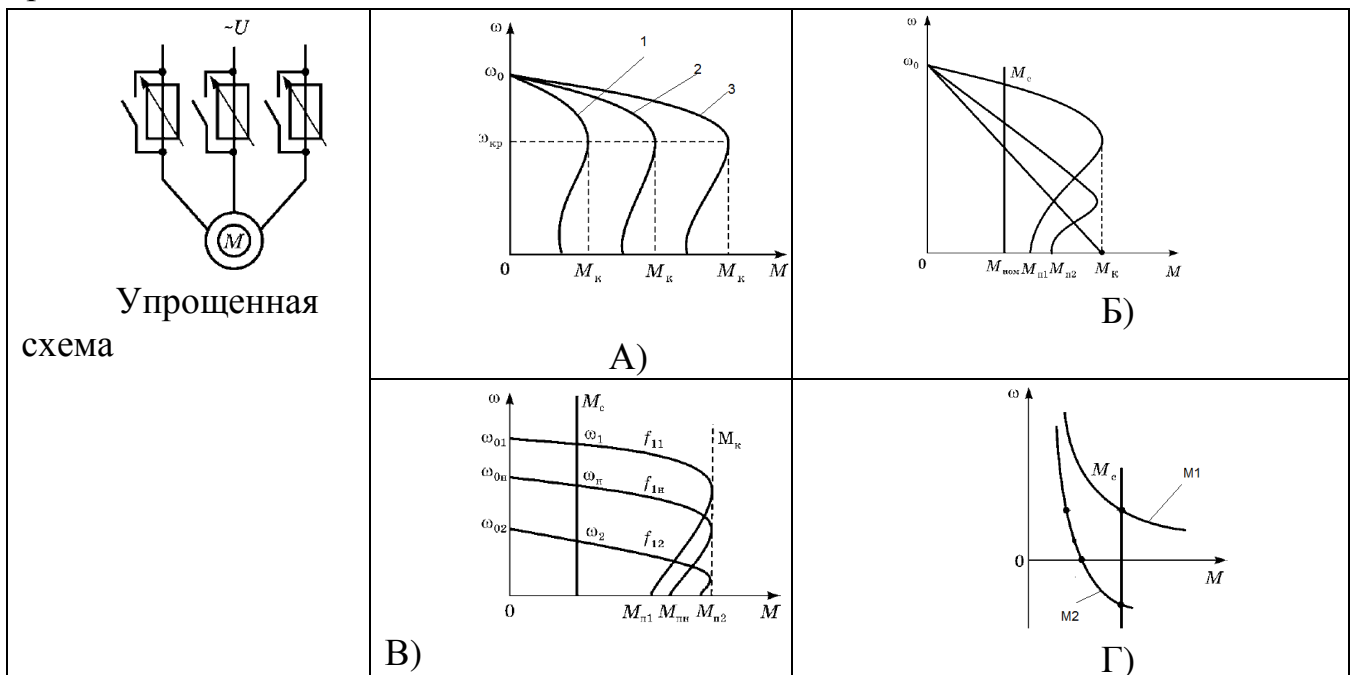 ~U
M
Упрощенная
схема
ω
ω₀
ω кр
1
2
3
0
Mк
Mк
Mк
M
А)
ω
ω₀
Mс
0
Mном Mп1 Mп2
Mк
M
Б)
ω
Mс
Mк
ω01
ω1
f11
ω0н
ωн
f1н
ω02
ω2
f12
0
Mп1 Mпн Mп2
M
В)
ω
Mс
M1
0
M
M2
Г)